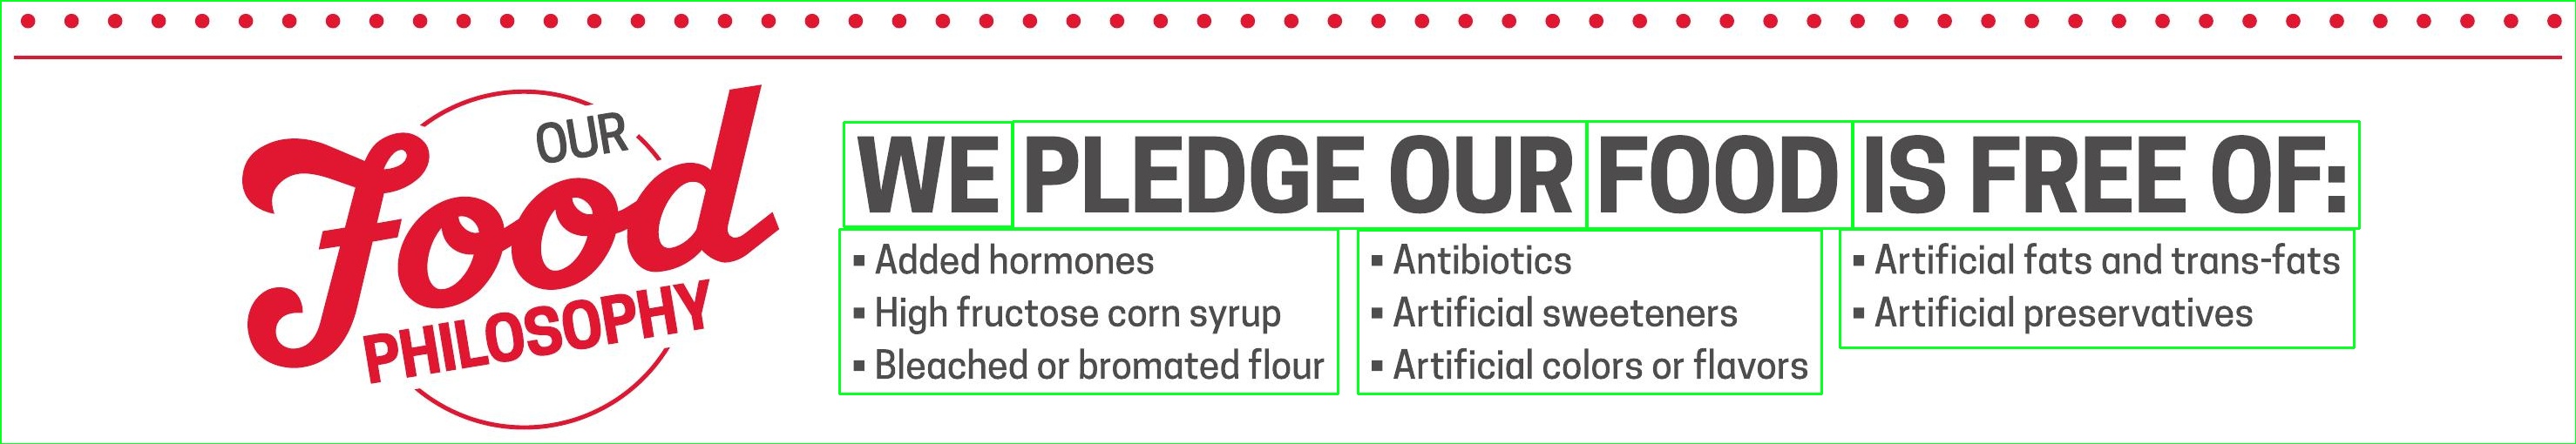 OUR
Food
PHILOSOPHY
WE PLEDGE OUR FOOD IS FREE OF:
▪ Added hormones
▪ High fructose corn syrup
▪ Bleached or bromated flour
▪ Antibiotics
▪ Artificial sweeteners
▪ Artificial colors or flavors
▪ Artificial fats and trans-fats
▪ Artificial preservatives